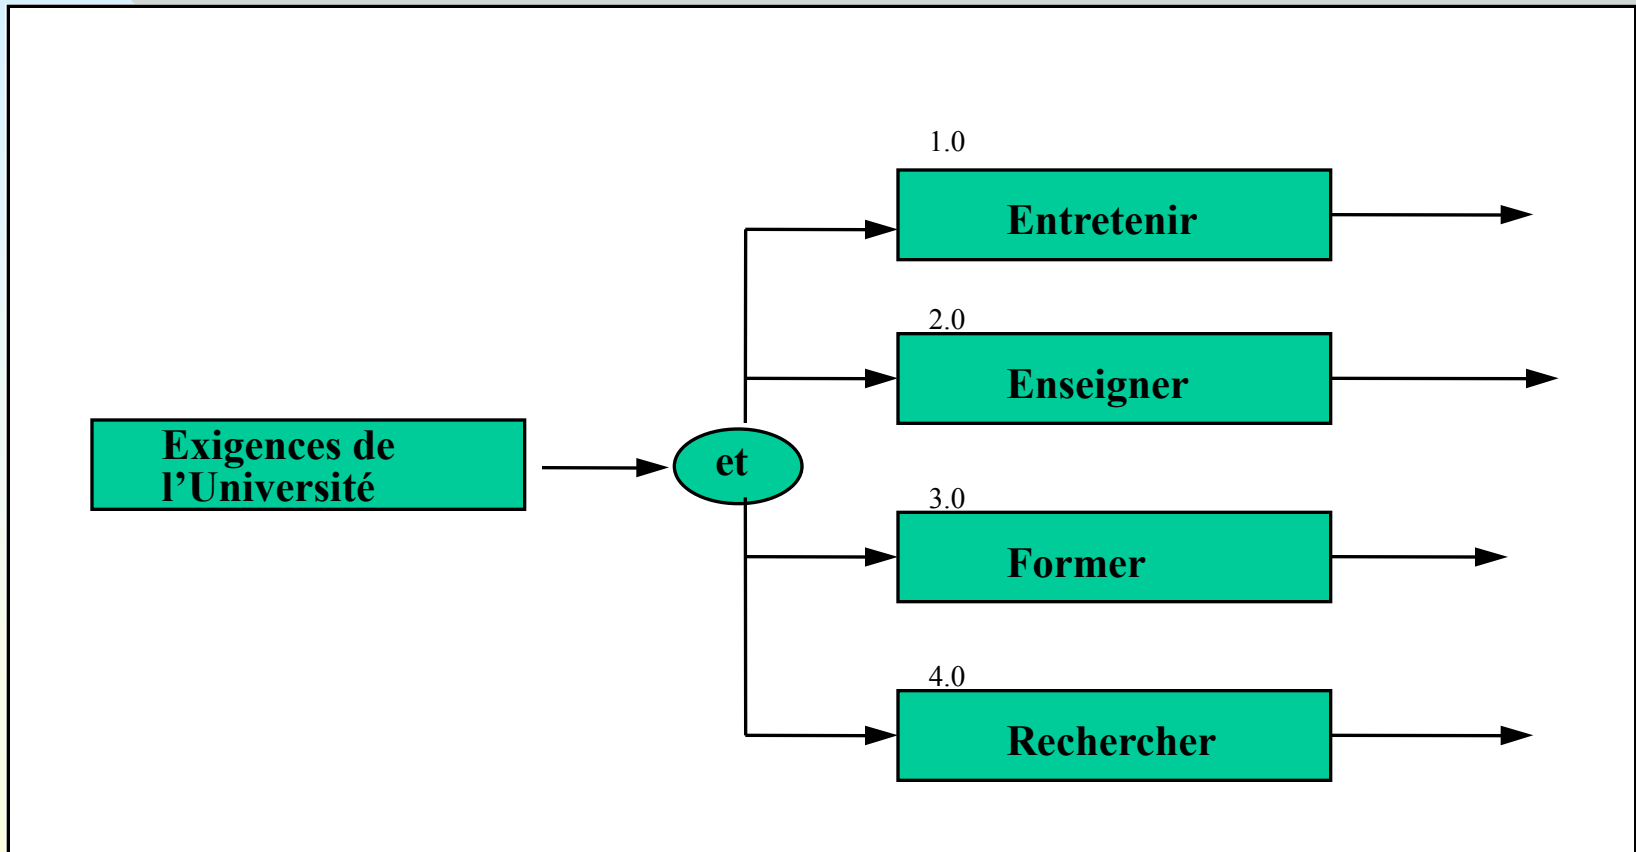 1.0
Entretenir
2.0
Enseigner
Exigences de
l’Université
et
3.0
Former
4.0
Rechercher